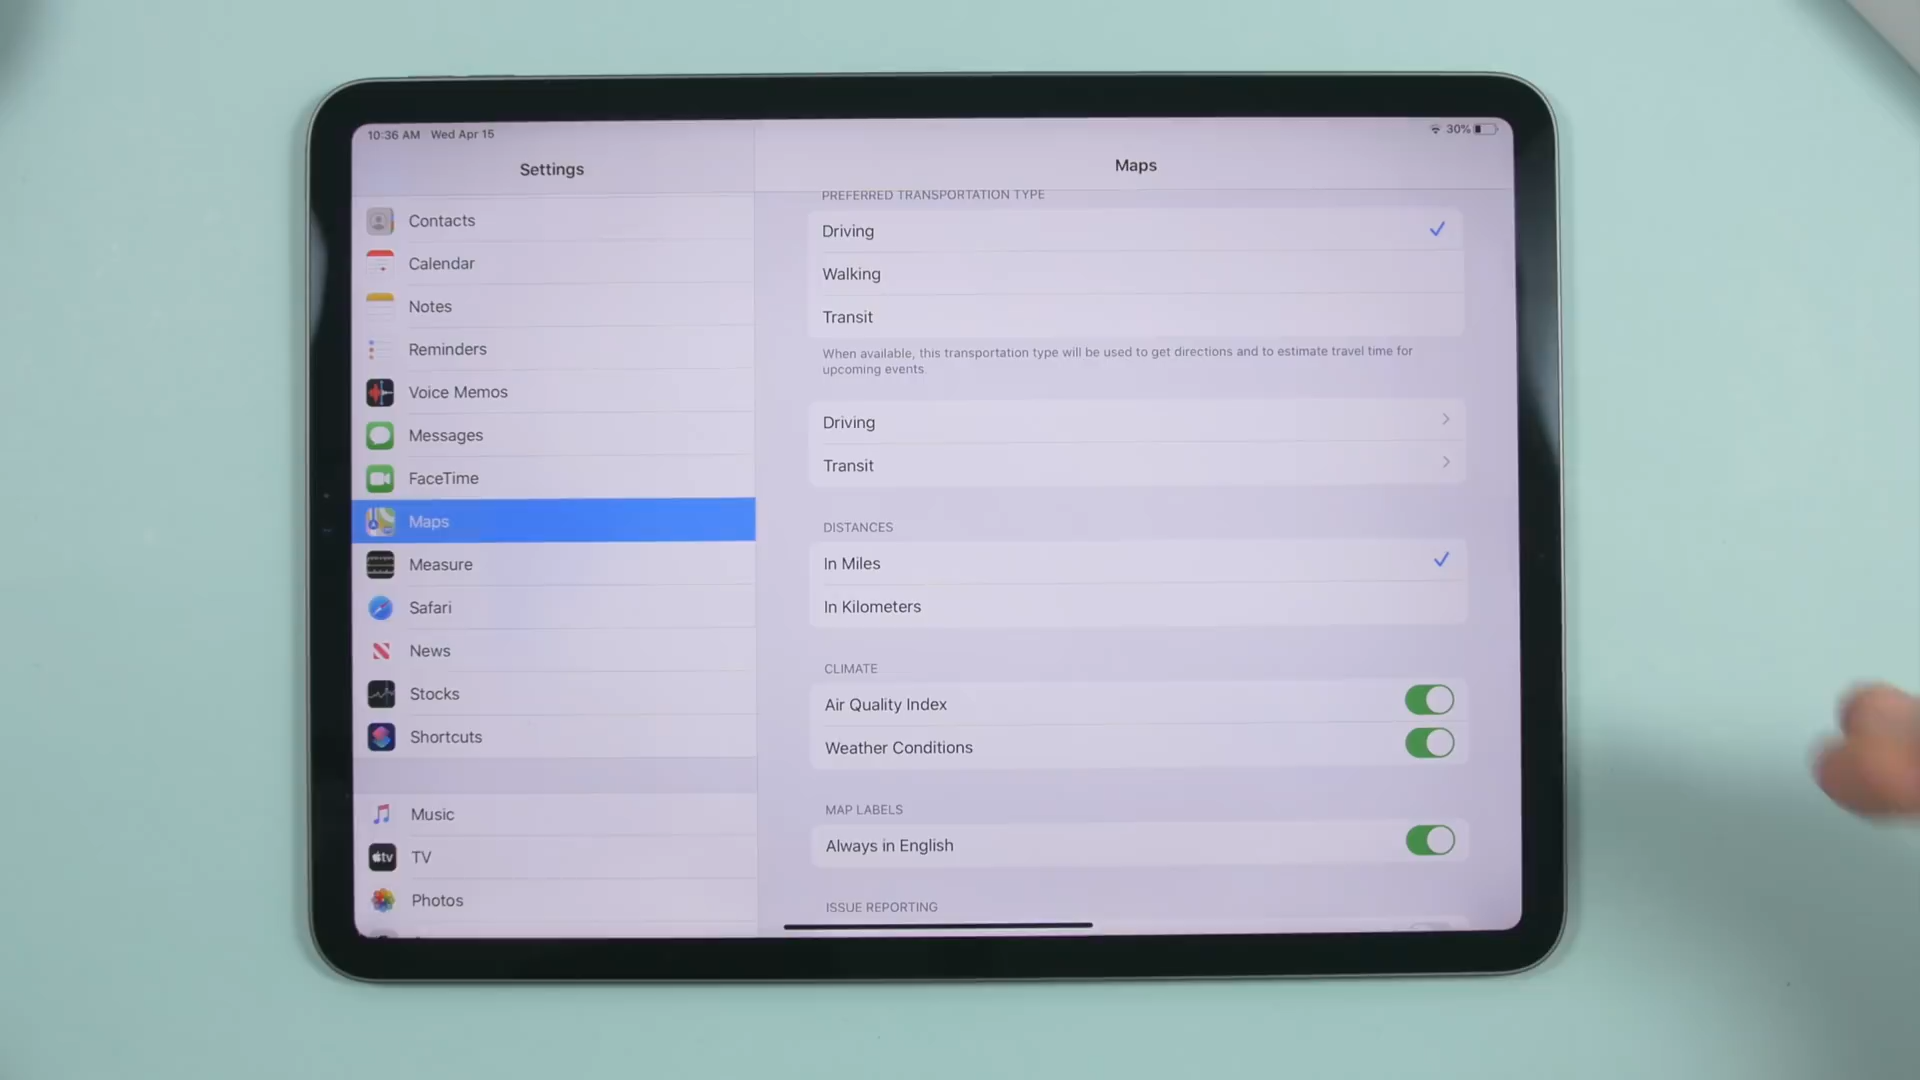 10:36 AM Wed Apr 15
30%
Settings
Contacts
Calendar
Notes
Reminders
Voice Memos
Messages
FaceTime
Maps
Measure
Safari
News
Stocks
Shortcuts
Music
tv
TV
Photos
Maps
PREFERRED TRANSPORTATION TYPE
Driving
Walking
Transit
When available, this transportation type will be used to get directions and to estimate travel time for
upcoming events.
Driving
Transit
DISTANCES
In Miles
In Kilometers
CLIMATE
Air Quality Index
Weather Conditions
MAP LABELS
Always in English
ISSUE REPORTING